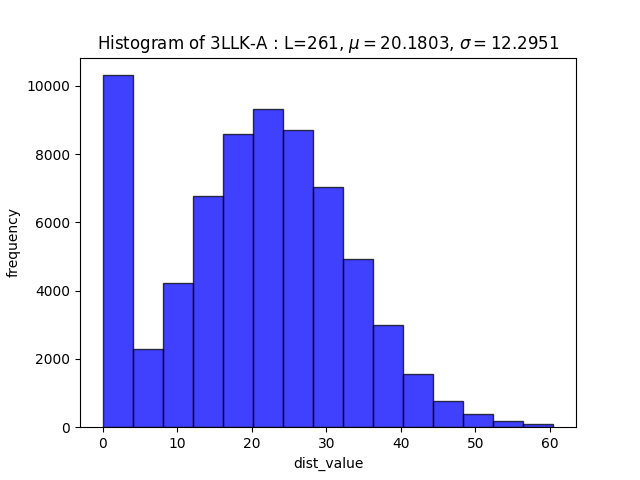 Histogram of 3LLK-A : L=261, μ = 20.1803, σ = 12.2951
frequency
10000
8000
6000
4000
2000
0
0 10 20 30 40 50 60
dist_value